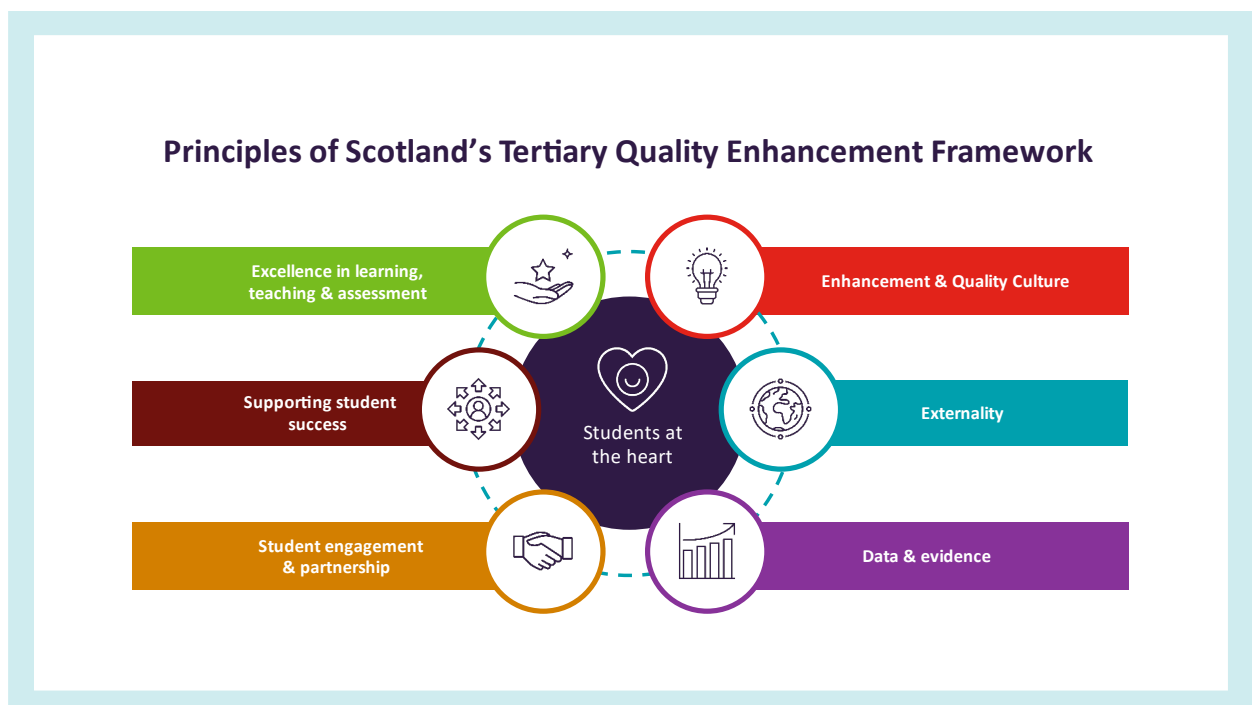 Principles of Scotland’s Tertiary Quality Enhancement Framework
Excellence in learning,
teaching & assessment
Enhancement & Quality Culture
Supporting student
success
Students at
the heart
Externality
Student engagement
& partnership
Data & evidence